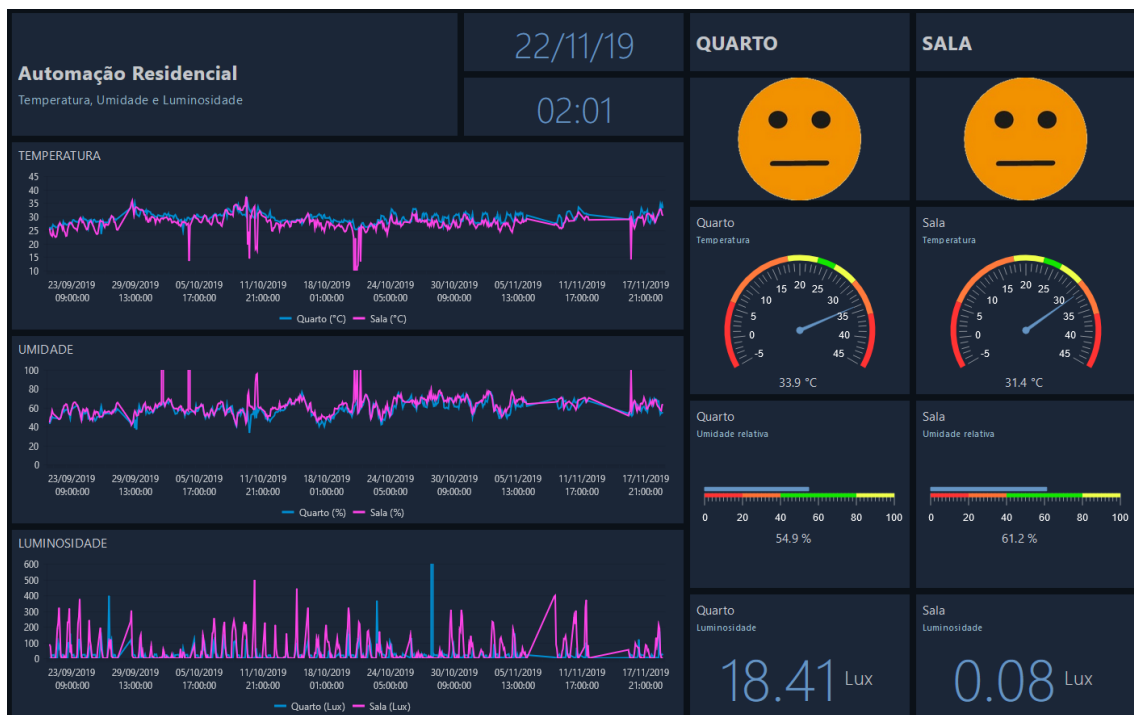 Automação Residencial
Temperatura, Umidade e Luminosidade
22/11/19
02:01
QUARTO
SALA
TEMPERATURA
45
40
35
30
25
20
15
10
23/09/2019 29/09/2019 05/10/2019 11/10/2019 18/10/2019 24/10/2019 30/10/2019 05/11/2019 11/11/2019 17/11/2019
09:00:00 13:00:00 17:00:00 21:00:00 01:00:00 05:00:00 09:00:00 13:00:00 17:00:00 21:00:00
Quarto (°C) Sala (°C)
UMIDADE
100
80
60
40
20
0
23/09/2019 29/09/2019 05/10/2019 11/10/2019 18/10/2019 24/10/2019 30/10/2019 05/11/2019 11/11/2019 17/11/2019
09:00:00 13:00:00 17:00:00 21:00:00 01:00:00 05:00:00 09:00:00 13:00:00 17:00:00 21:00:00
Quarto (%) Sala (%)
LUMINOSIDADE
600
500
400
300
200
100
0
23/09/2019 29/09/2019 05/10/2019 11/10/2019 18/10/2019 24/10/2019 30/10/2019 05/11/2019 11/11/2019 17/11/2019
09:00:00 13:00:00 17:00:00 21:00:00 01:00:00 05:00:00 09:00:00 13:00:00 17:00:00 21:00:00
Quarto (Lux) Sala (Lux)
Quarto
Temperatura
-5 0 5 10 15 20 25 30 35 40 45
33.9 °C
Sala
Temperatura
-5 0 5 10 15 20 25 30 35 40 45
31.4 °C
Quarto
Umidade relativa
0 20 40 60 80 100
54.9 %
Sala
Umidade relativa
0 20 40 60 80 100
61.2 %
Quarto
Luminosidade
18.41 Lux
Sala
Luminosidade
0.08 Lux